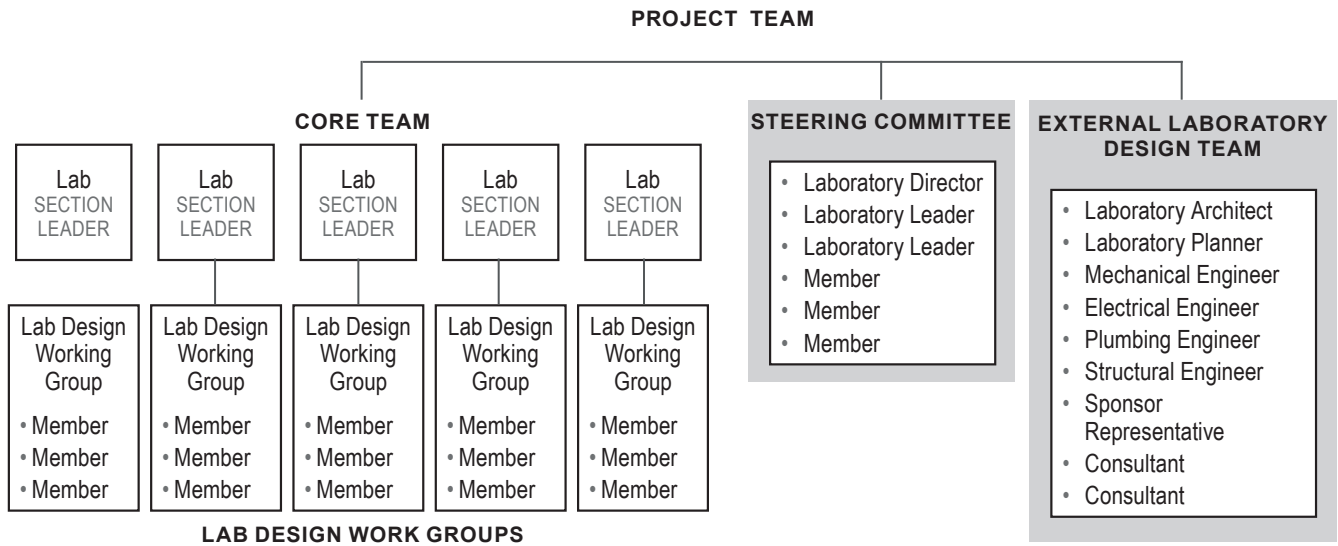 PROJECT TEAM
CORE TEAM
Lab
SECTION
LEADER
Lab
SECTION
LEADER
Lab
SECTION
LEADER
Lab
SECTION
LEADER
Lab
SECTION
LEADER
Lab Design
Working
Group
• Member
• Member
• Member
Lab Design
Working
Group
• Member
• Member
• Member
Lab Design
Working
Group
• Member
• Member
• Member
Lab Design
Working
Group
• Member
• Member
• Member
Lab Design
Working
Group
• Member
• Member
• Member
LAB DESIGN WORK GROUPS
STEERING COMMITTEE
• Laboratory Director
• Laboratory Leader
• Laboratory Leader
• Member
• Member
• Member
EXTERNAL LABORATORY
DESIGN TEAM
• Laboratory Architect
• Laboratory Planner
• Mechanical Engineer
• Electrical Engineer
• Plumbing Engineer
• Structural Engineer
• Sponsor
Representative
• Consultant
• Consultant